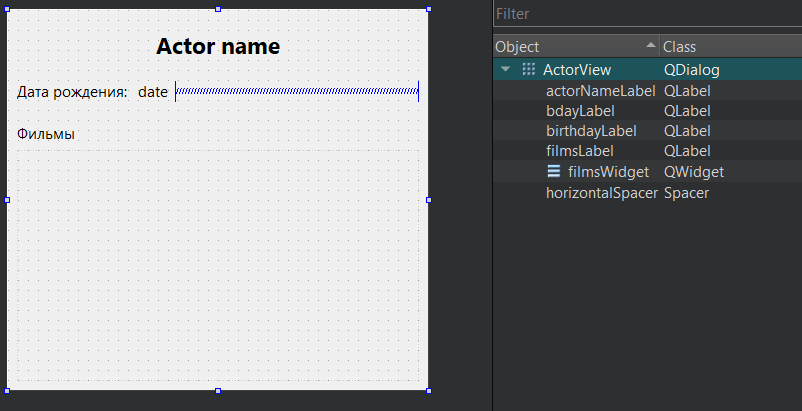 Actor name
Дата рождения: date
Фильмы
Filter
Object Class
ActorView QDialog
actorNameLabel QLabel
bdayLabel QLabel
birthdayLabel QLabel
filmsLabel QLabel
filmsWidget QWidget
horizontalSpacer Spacer